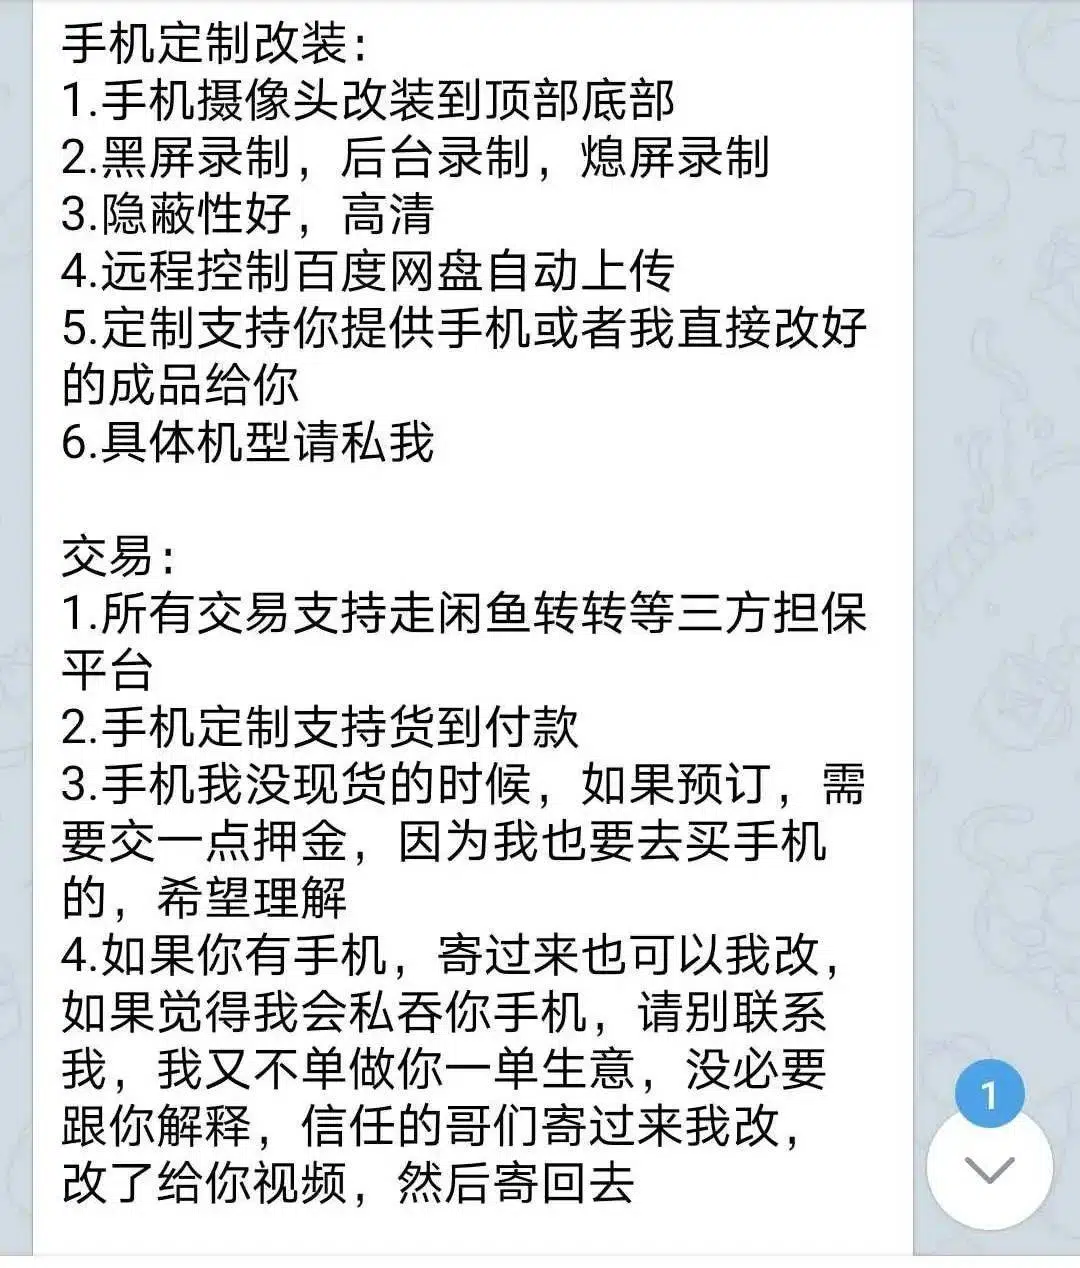 手机定制改装：
1.手机摄像头改装到顶部底部
2.黑屏录制，后台录制，熄屏录制
3.隐蔽性好，高清
4.远程控制百度网盘自动上传
5.定制支持你提供手机或者我直接改好
的成品给你
6.具体机型请私我
交易：
1.所有交易支持走闲鱼转转等三方担保
平台
2.手机定制支持货到付款
3.手机我没现货的时候，如果预订，需
要交一点押金，因为我也要去买手机
的，希望理解
4.如果你有手机，寄过来也可以我改，
如果觉得我会私吞你手机，请别联系
我，我又不单做你一单生意，没必要
跟你解释，信任的哥们寄过来我改，
改了给你视频，然后寄回去
1